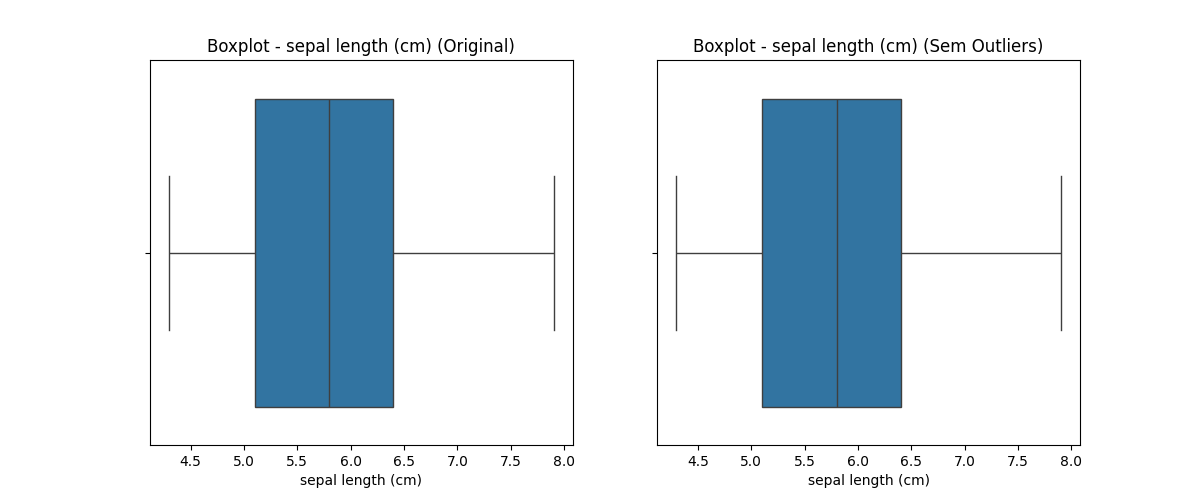 Boxplot - sepal length (cm) (Original)
4.5 5.0 5.5 6.0 6.5 7.0 7.5 8.0
sepal length (cm)
Boxplot - sepal length (cm) (Sem Outliers)
4.5 5.0 5.5 6.0 6.5 7.0 7.5 8.0
sepal length (cm)